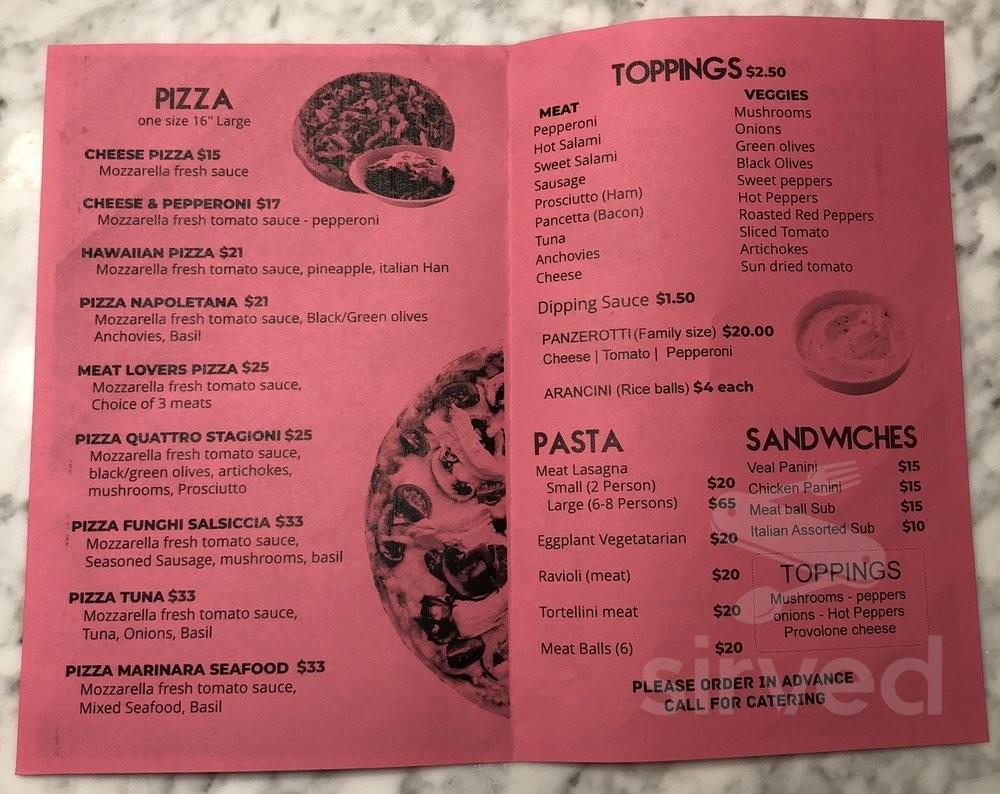 PIZZA
one size 16" Large
CHEESE PIZZA $15
Mozzarella fresh sauce
CHEESE & PEPPERONI $17
Mozzarella fresh tomato sauce - pepperoni
HAWAIIAN PIZZA $21
Mozzarella fresh tomato sauce, pineapple, italian Han
PIZZA NAPOLETANA $21
Mozzarella fresh tomato sauce, Black/Green olives
Anchovies, Basil
MEAT LOVERS PIZZA $25
Mozzarella fresh tomato sauce,
Choice of 3 meats
PIZZA QUATTRO STAGIONI $25
Mozzarella fresh tomato sauce,
black/green olives, artichokes,
mushrooms, Prosciutto
PIZZA FUNGHI SALSICCIA $33
Mozzarella fresh tomato sauce,
Seasoned Sausage, mushrooms, basil
PIZZA TUNA $33
Mozzarella fresh tomato sauce,
Tuna, Onions, Basil
PIZZA MARINARA SEAFOOD $33
Mozzarella fresh tomato sauce,
Mixed Seafood, Basil
TOPPINGS $2.50
MEAT
Pepperoni
Hot Salami
Sweet Salami
Sausage
Prosciutto (Ham)
Pancetta (Bacon)
Tuna
Anchovies
Cheese
VEGGIES
Mushrooms
Onions
Green olives
Black Olives
Sweet peppers
Hot Peppers
Roasted Red Peppers
Sliced Tomato
Artichokes
Sun dried tomato
Dipping Sauce $1.50
PANZEROTTI (Family size) $20.00
Cheese | Tomato | Pepperoni
ARANCINI (Rice balls) $4 each
PASTA
Meat Lasagna
Small (2 Person) $20
Large (6-8 Persons) $65
Eggplant Vegetatarian $20
Ravioli (meat) $20
Tortellini meat $20
Meat Balls (6) $20
SANDWICHES
Veal Panini $15
Chicken Panini $15
Meat ball Sub $15
Italian Assorted Sub $10
TOPPINGS
Mushrooms - peppers
onions - Hot Peppers
Provolone cheese
PLEASE ORDER IN ADVANCE
CALL FOR CATERING
sirved